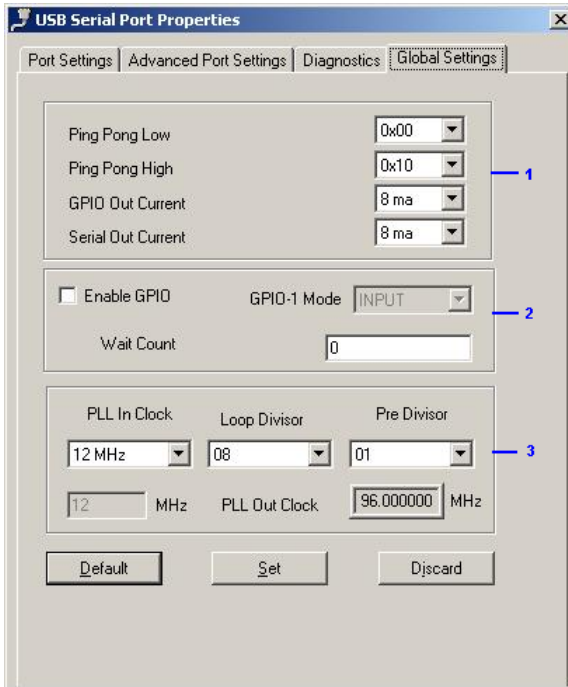 USB Serial Port Properties
Port Settings Advanced Port Settings Diagnostics Global Settings
Ping Pong Low 0x00
Ping Pong High 0x10
1
GPIO Out Current 8 ma
Serial Out Current 8 ma
Enable GPIO GPIO-1 Mode INPUT
2
Wait Count 0
PLL In Clock Loop Divisor Pre Divisor
12 MHz 08 01
3
12 MHz PLL Out Clock 96.000000 MHz
Default Set Discard